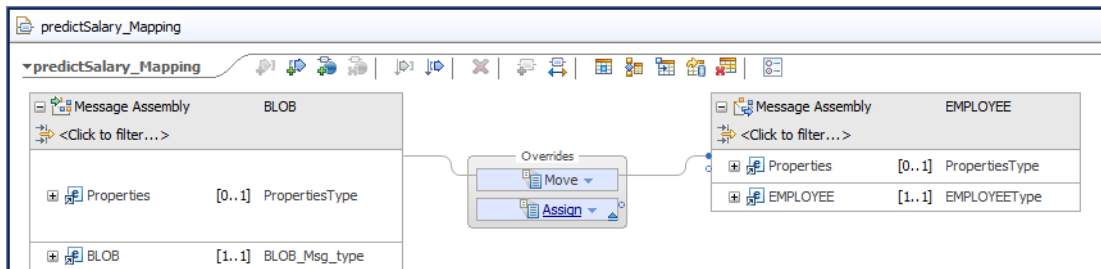 predictSalary_Mapping
predictSalary_Mapping
Message Assembly BLOB
<Click to filter...>
Properties [0..1] PropertiesType
BLOB [1..1] BLOB_Msg_type
Overrides
Move
Assign
Message Assembly EMPLOYEE
<Click to filter...>
Properties [0..1] PropertiesType
EMPLOYEE [1..1] EMPLOYEEType